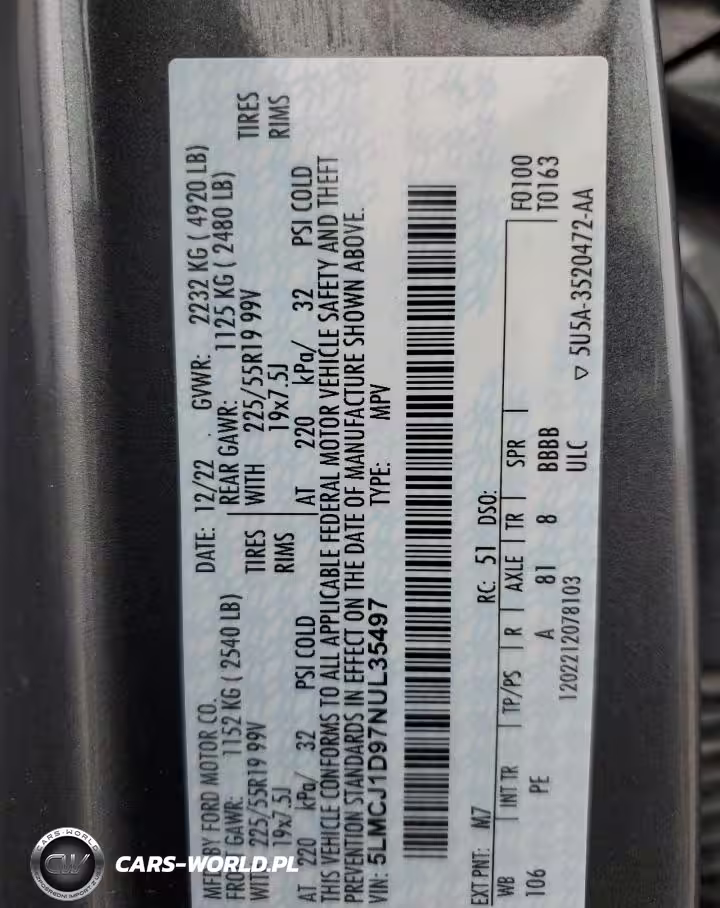 MFD BY FORD MOTOR CO. DATE: 12/22 . GVWR: 2232 KG ( 4920 LB)
FRONT GAWR: 1152 KG ( 2540 LB) REAR GAWR: 1125 KG ( 2480 LB)
WITH 225/55R19 99V TIRES WITH 225/55R19 99V TIRES
19x7.5J RIMS 19x7.5J RIMS
AT 220 kPa/ 32 PSI COLD AT 220 kPa/ 32 PSI COLD
THIS VEHICLE CONFORMS TO ALL APPLICABLE FEDERAL MOTOR VEHICLE SAFETY AND THEFT
PREVENTION STANDARDS IN EFFECT ON THE DATE OF MANUFACTURE SHOWN ABOVE.
VIN: 5LMCJ1D97NUL35497 TYPE: MPV
EXT PNT: M7 RC: 51 DSO:
WB INT TR TP/PS R AXLE TR SPR F0100
106 PE A 81 8 BBBB T0163
1202212078103 ULC
▽ 5U5A-3520472-AA
CARS-WORLD
CW
CARS-WORLD.PL